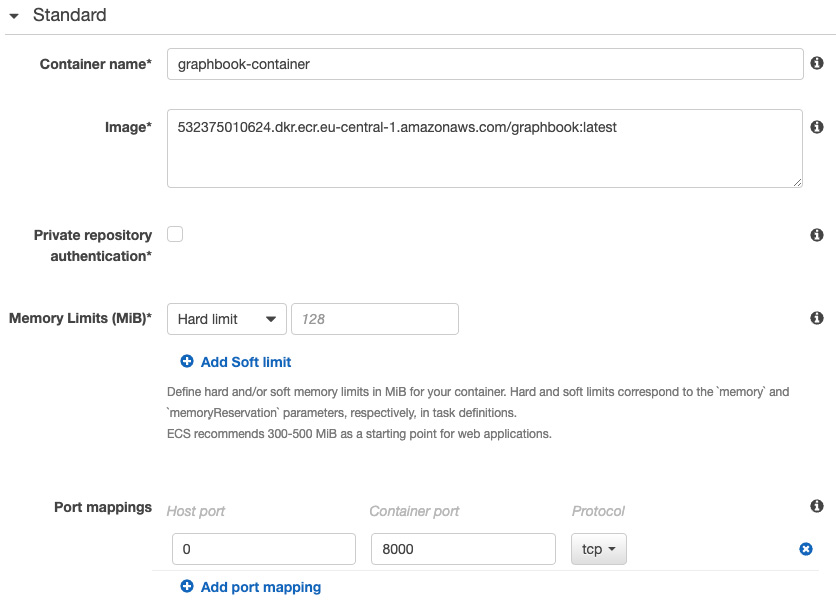 Standard
Container name* graphbook-container
Image* 532375010624.dkr.ecr.eu-central-1.amazonaws.com/graphbook:latest
Private repository
authentication*
Memory Limits (MiB)* Hard limit 128
Add Soft limit
Define hard and/or soft memory limits in MiB for your container. Hard and soft limits correspond to the `memory` and
`memoryReservation` parameters, respectively, in task definitions.
ECS recommends 300-500 MiB as a starting point for web applications.
Port mappings Host port Container port Protocol
0 8000 tcp
Add port mapping